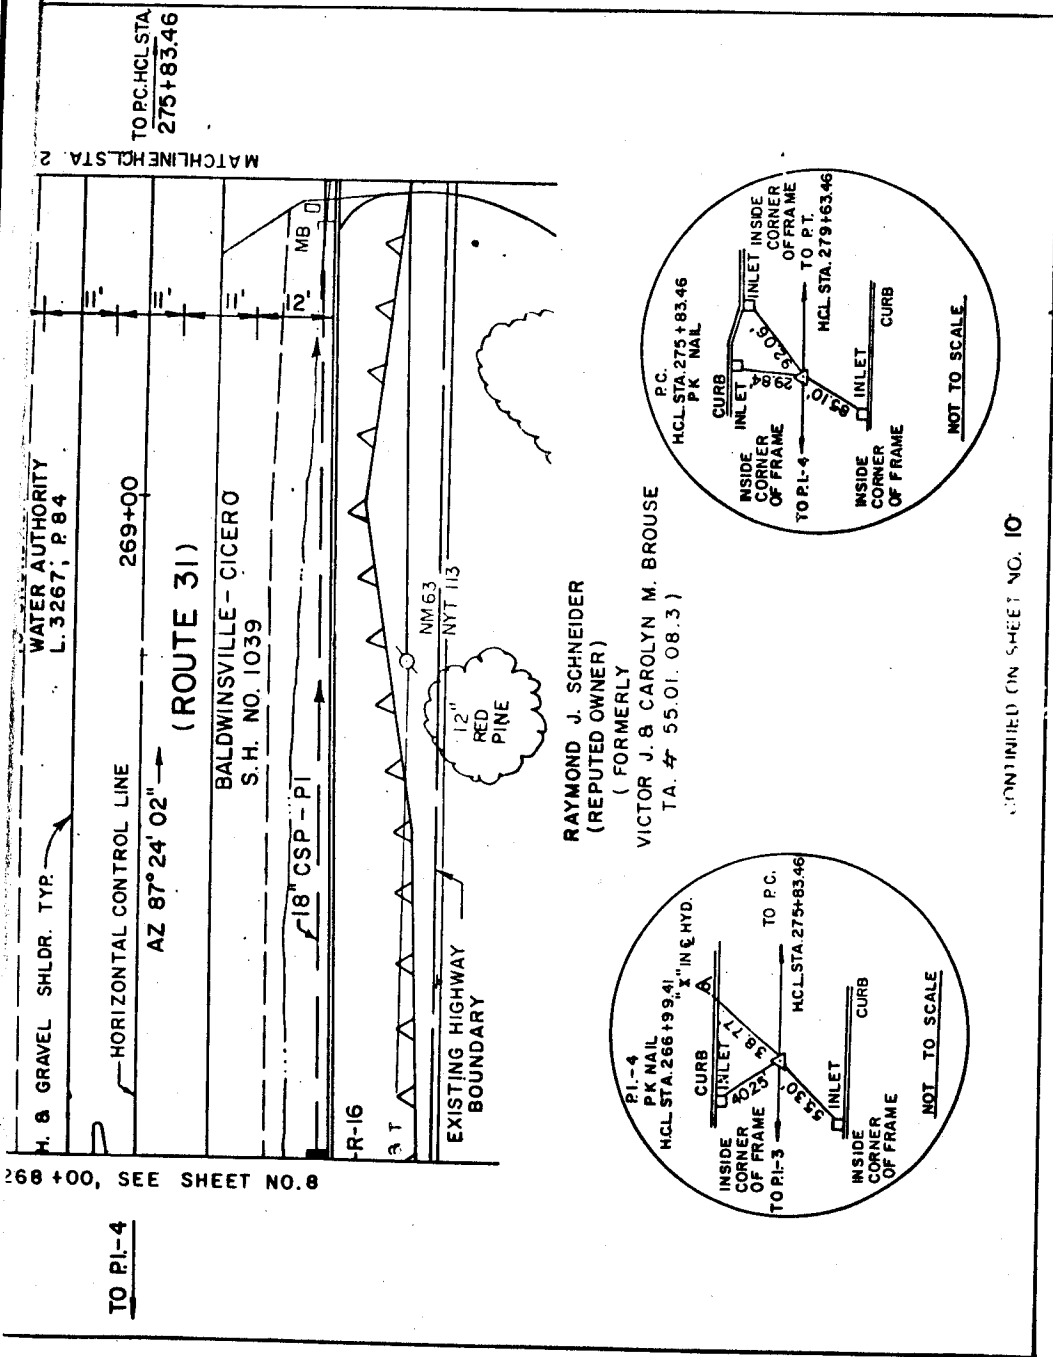 WATER AUTHORITY
L. 3267; P. 84
H. & GRAVEL SHLDR. TYP.
HORIZONTAL CONTROL LINE
269+00
AZ 87° 24' 02"
(ROUTE 31)
BALDWINSVILLE - CICERO
S.H. NO. 1039
18" CSP - P1
11'
11'
11'
12'
MB
MATCHLINE HCL STA. 2
TO P.C. HCL STA.
275+83.46
268+00, SEE SHEET NO. 8
TO P.I.-4
R-16
EXISTING HIGHWAY
BOUNDARY
NM 63
NYT 113
12"
RED
PINE
RAYMOND J. SCHNEIDER
(REPUTED OWNER)
( FORMERLY
VICTOR J. & CAROLYN M. BROUSE
TA. # 55.01. 08.3 )
P.I.-4
PK NAIL
H.C.L. STA. 266+99.41
"X" IN ℄ HYD.
CURB
INLET
38.77'
40.25'
INSIDE
CORNER
OF FRAME
TO P.I.-3
TO P.C.
H.C.L. STA. 275+83.46
55.30'
INLET
CURB
INSIDE
CORNER
OF FRAME
NOT TO SCALE
P.C.
H.C.L. STA. 275+83.46
PK NAIL
CURB
INLET
INLET
INSIDE
CORNER
OF FRAME
29.84'
92.06'
INSIDE
CORNER
OF FRAME
TO P.I.-4
TO P.T.
H.C.L. STA. 279+63.46
85.10'
INLET
CURB
INSIDE
CORNER
OF FRAME
NOT TO SCALE
CONTINUED ON SHEET NO. 10